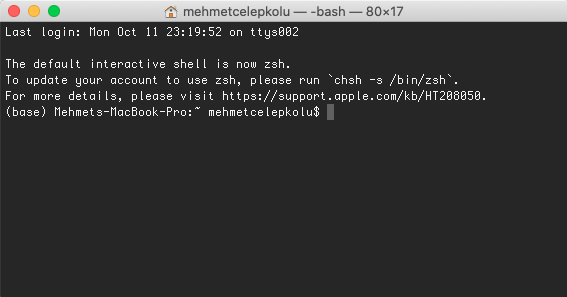 mehmetcelepkolu — -bash — 80×17
Last login: Mon Oct 11 23:19:52 on ttys002
The default interactive shell is now zsh.
To update your account to use zsh, please run `chsh -s /bin/zsh`.
For more details, please visit https://support.apple.com/kb/HT208050.
(base) Mehmets-MacBook-Pro:~ mehmetcelepkolu$